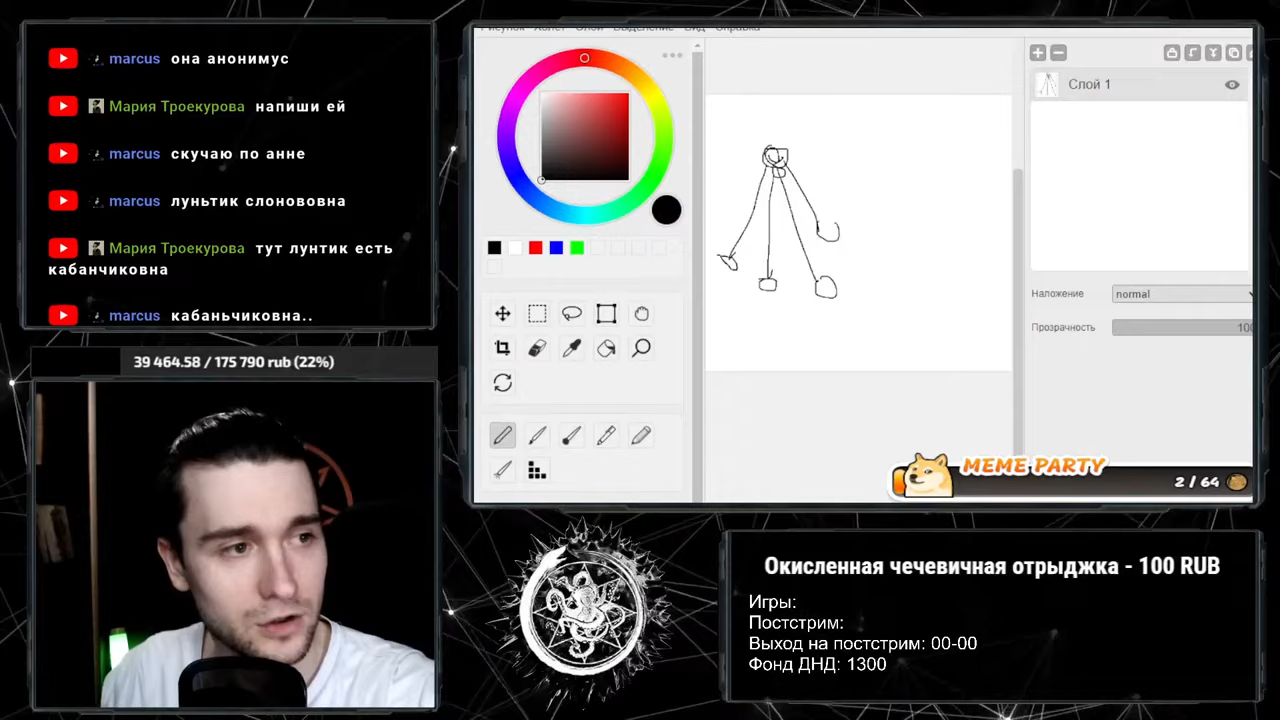 marcus она анонимус
Мария Троекурова напиши ей
marcus скучаю по анне
marcus луньтик слоновна
Мария Троекурова тут лунтик есть
кабанчиковна
marcus кабаньчиковна..
39 464.58 / 175 790 rub (22%)
Слой 1
Наложение normal
Прозрачность 100
MEME PARTY
2 / 64
Окисленная чечевичная отрыджка - 100 RUB
Игры:
Постстрим:
Выход на постстрим: 00-00
Фонд ДНД: 1300